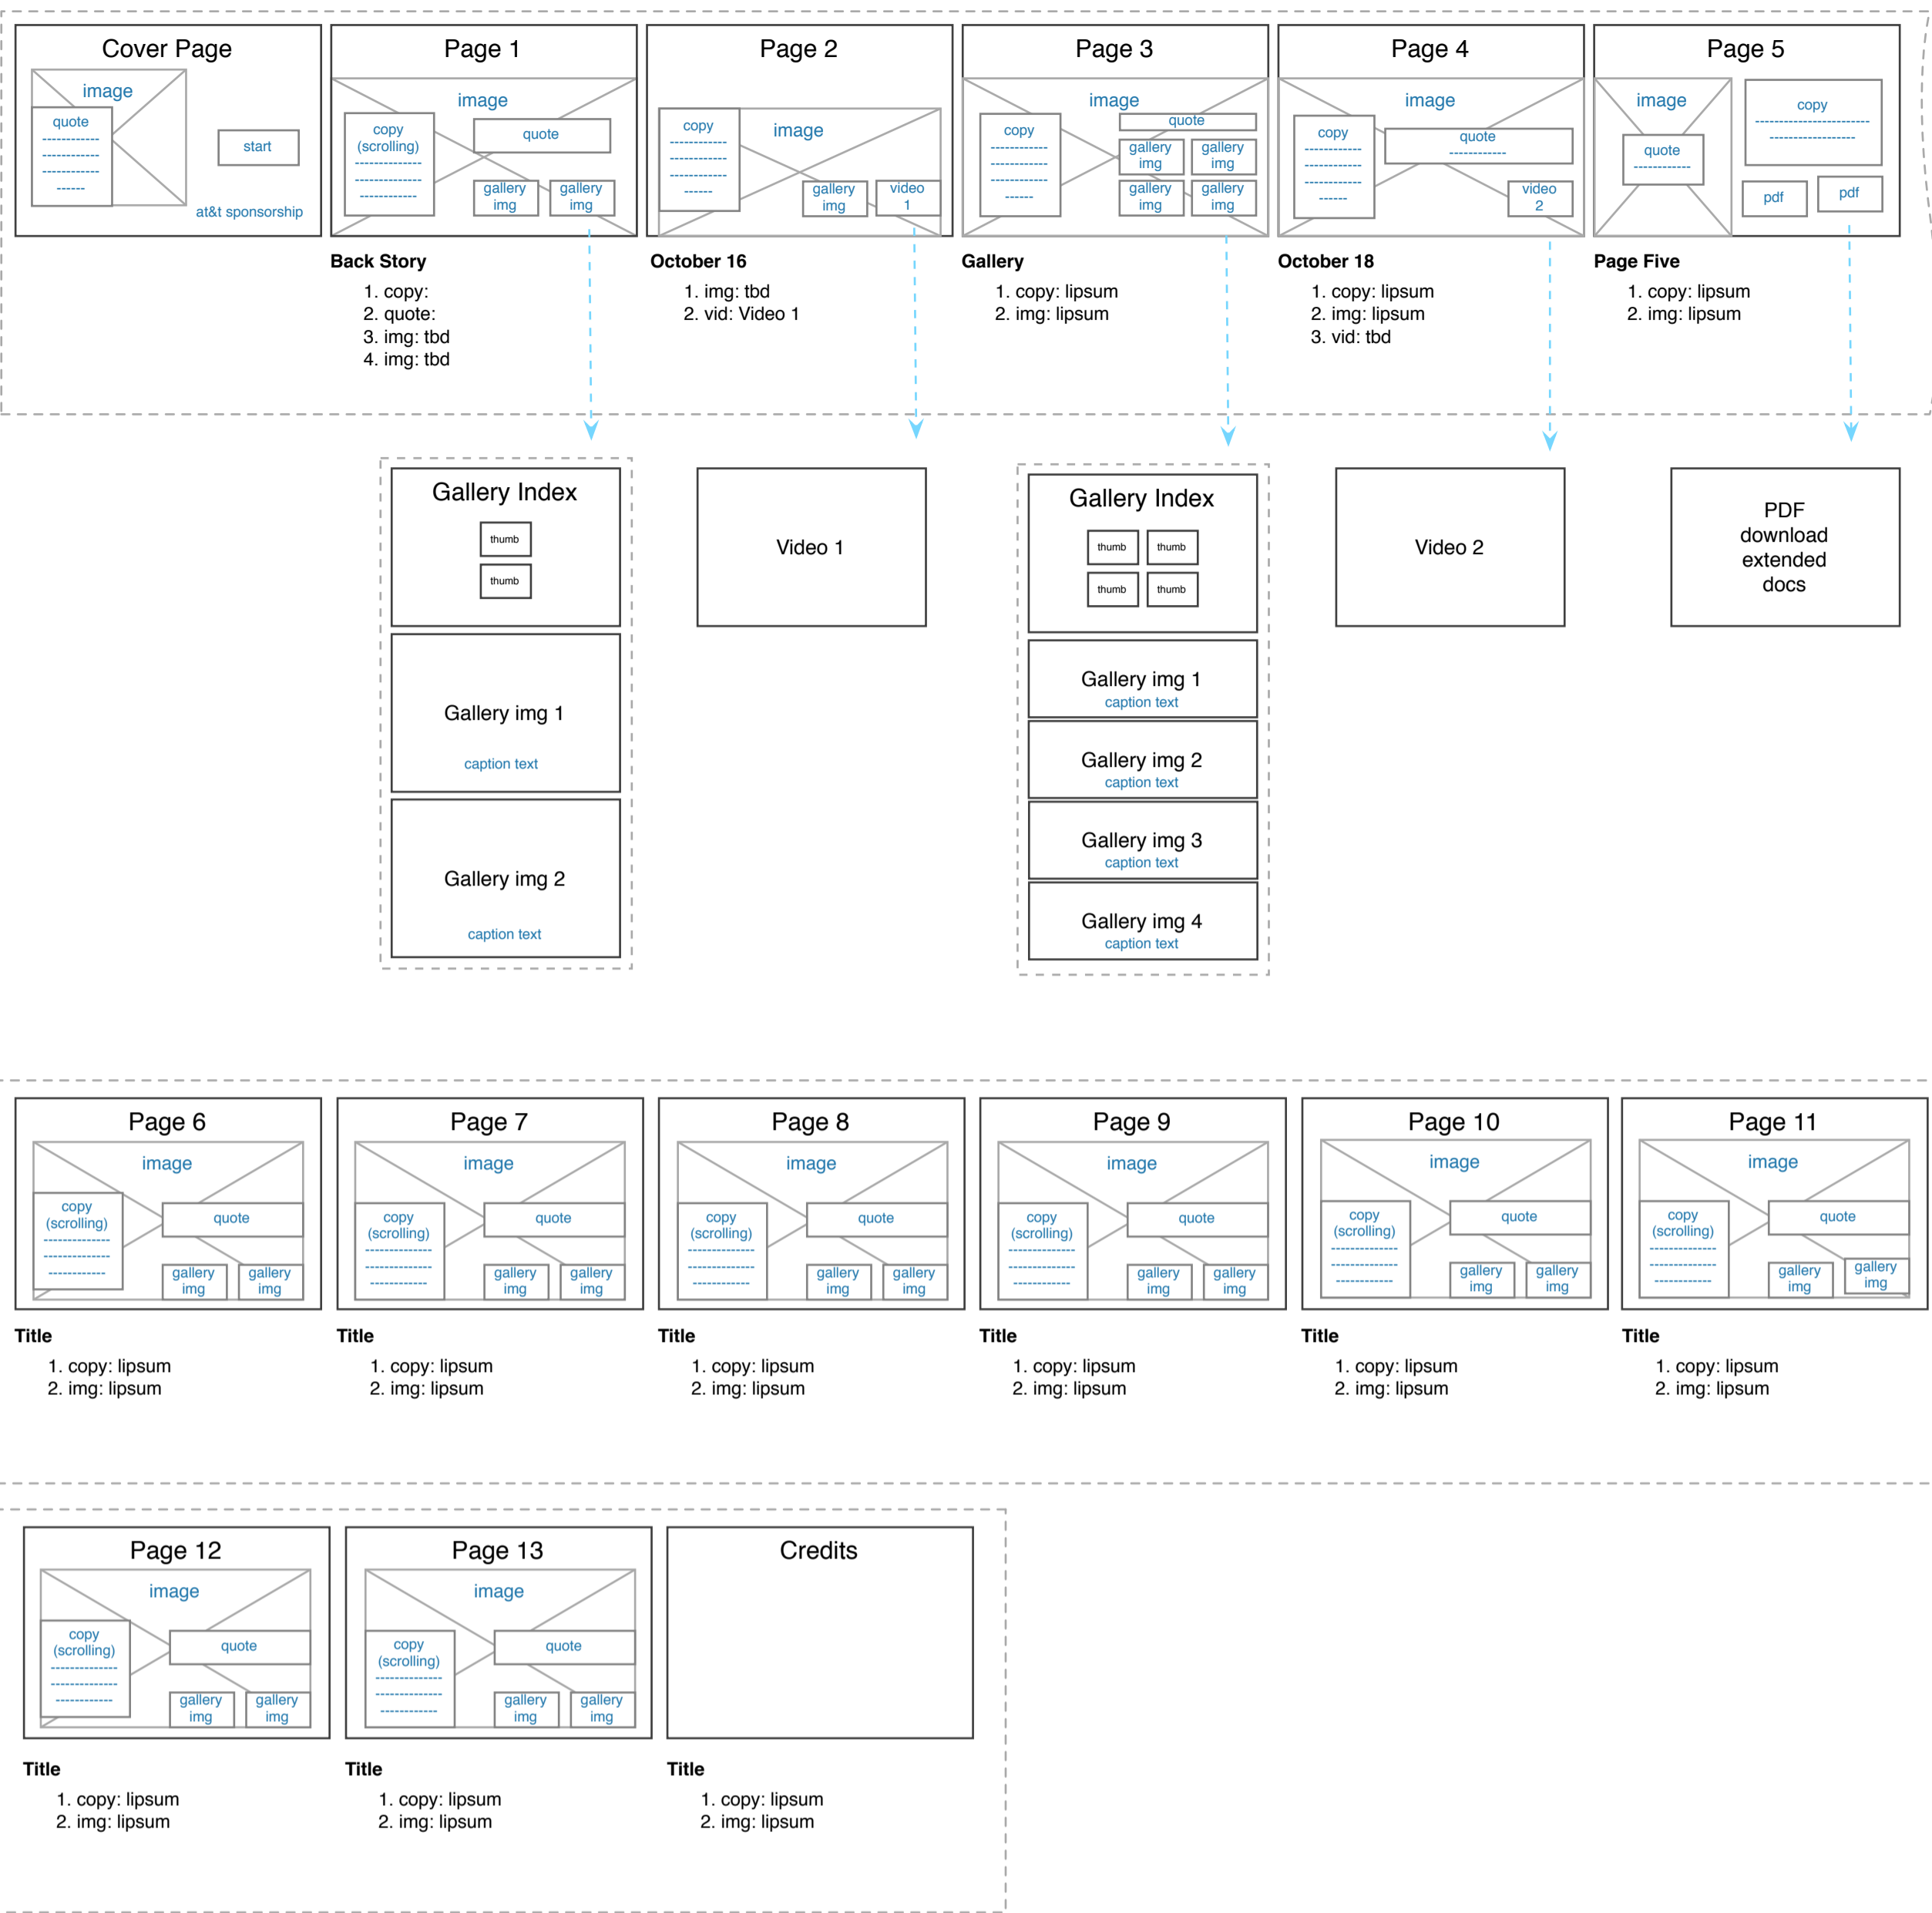 Cover Page
image
quote
start
at&t sponsorship
Page 1
image
copy
(scrolling)
quote
gallery
img
gallery
img
Page 2
copy
image
gallery
img
video
1
Page 3
image
copy
quote
gallery
img
gallery
img
gallery
img
gallery
img
Page 4
image
copy
quote
video
2
Page 5
image
quote
copy
pdf
pdf
Back Story
1. copy:
2. quote:
3. img: tbd
4. img: tbd
October 16
1. img: tbd
2. vid: Video 1
Gallery
1. copy: lipsum
2. img: lipsum
October 18
1. copy: lipsum
2. img: lipsum
3. vid: tbd
Page Five
1. copy: lipsum
2. img: lipsum
Gallery Index
thumb
thumb
Gallery img 1
caption text
Gallery img 2
caption text
Video 1
Gallery Index
thumb
thumb
thumb
thumb
Gallery img 1
caption text
Gallery img 2
caption text
Gallery img 3
caption text
Gallery img 4
caption text
Video 2
PDF
download
extended
docs
Page 6
image
copy
(scrolling)
quote
gallery
img
gallery
img
Page 7
image
copy
(scrolling)
quote
gallery
img
gallery
img
Page 8
image
copy
(scrolling)
quote
gallery
img
gallery
img
Page 9
image
copy
(scrolling)
quote
gallery
img
gallery
img
Page 10
image
copy
(scrolling)
quote
gallery
img
gallery
img
Page 11
image
copy
(scrolling)
quote
gallery
img
gallery
img
Title
1. copy: lipsum
2. img: lipsum
Title
1. copy: lipsum
2. img: lipsum
Title
1. copy: lipsum
2. img: lipsum
Title
1. copy: lipsum
2. img: lipsum
Title
1. copy: lipsum
2. img: lipsum
Title
1. copy: lipsum
2. img: lipsum
Page 12
image
copy
(scrolling)
quote
gallery
img
gallery
img
Page 13
image
copy
(scrolling)
quote
gallery
img
gallery
img
Credits
Title
1. copy: lipsum
2. img: lipsum
Title
1. copy: lipsum
2. img: lipsum
Title
1. copy: lipsum
2. img: lipsum